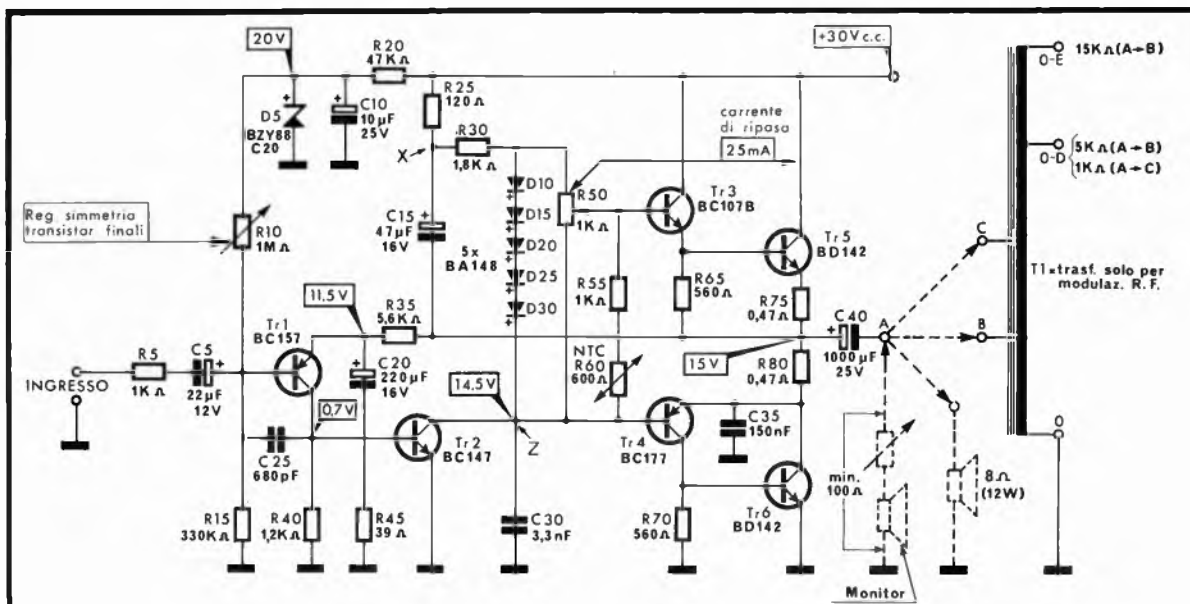 +30V c.c.
20V
R20
47KΩ
O-E
15KΩ(A→B)
D5
BZY88
C20
C10
10µF
25V
R25
120Ω
X
R30
1,8KΩ
carrente
di riposa
25mA
O-D
5KΩ(A→B)
1KΩ(A→C)
D10
D15
D20
D25
D30
5x
BA148
R50
1KΩ
Tr3
BC107B
Reg. simmetria
transistar finali
R10
1MΩ
C15
47µF
16V
Tr5
BD142
C
T1=trasf. solo per
modulaz. R.F.
R55
1KΩ
R65
560Ω
R75
0,47Ω
11,5V
R35
5,6KΩ
C40
1000µF
25V
A
B
Tr1
BC157
INGRESSO
R5
1KΩ
C5
22µF
12V
C20
220µF
16V
14,5V
NTC
R60
600Ω
15V
R80
0,47Ω
0,7V
C25
680pF
Tr2
BC147
Z
Tr4
BC177
C35
150nF
O
min.
100Ω
8Ω
(12W)
R15
330KΩ
R40
1,2KΩ
R45
39Ω
C30
3,3nF
R70
560Ω
Tr6
BD142
Monitor